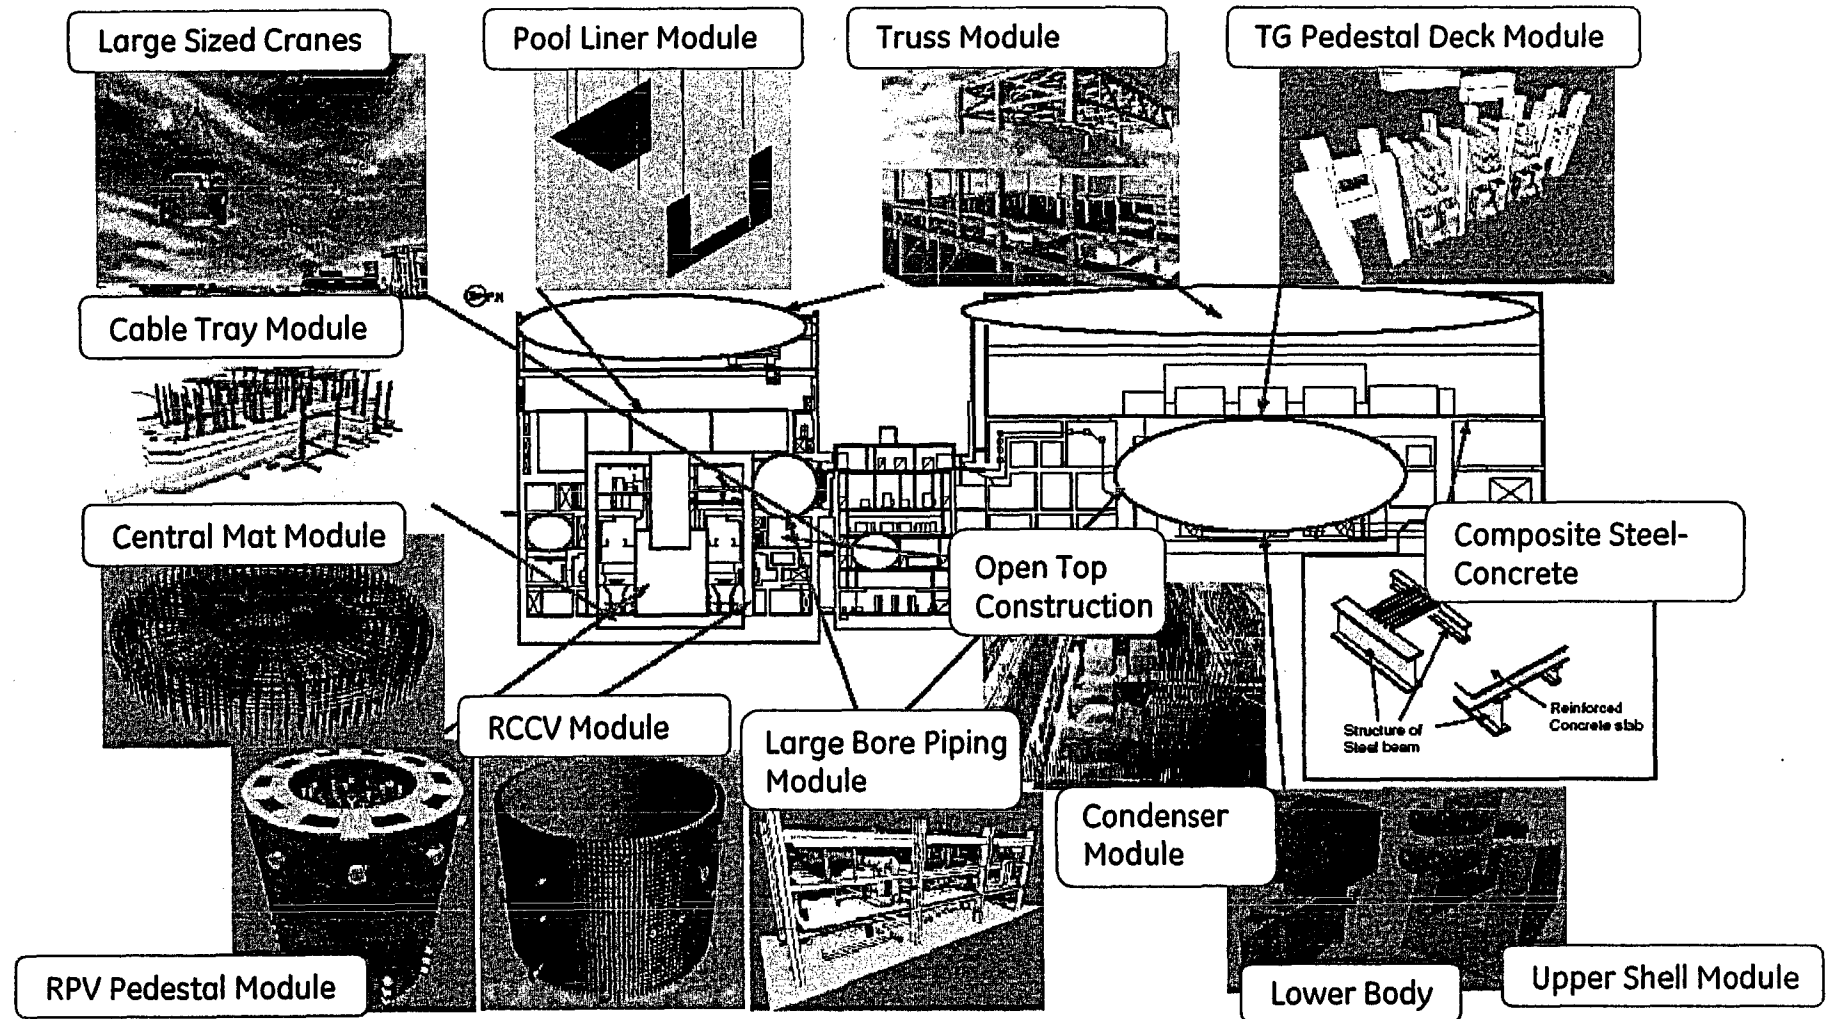 Large Sized Cranes
Pool Liner Module
Truss Module
TG Pedestal Deck Module
Cable Tray Module
Central Mat Module
Open Top
Construction
Composite Steel-
Concrete
Structure of
Steel beam
Reinforced
Concrete slab
RCCV Module
Large Bore Piping
Module
Condenser
Module
RPV Pedestal Module
Lower Body
Upper Shell Module